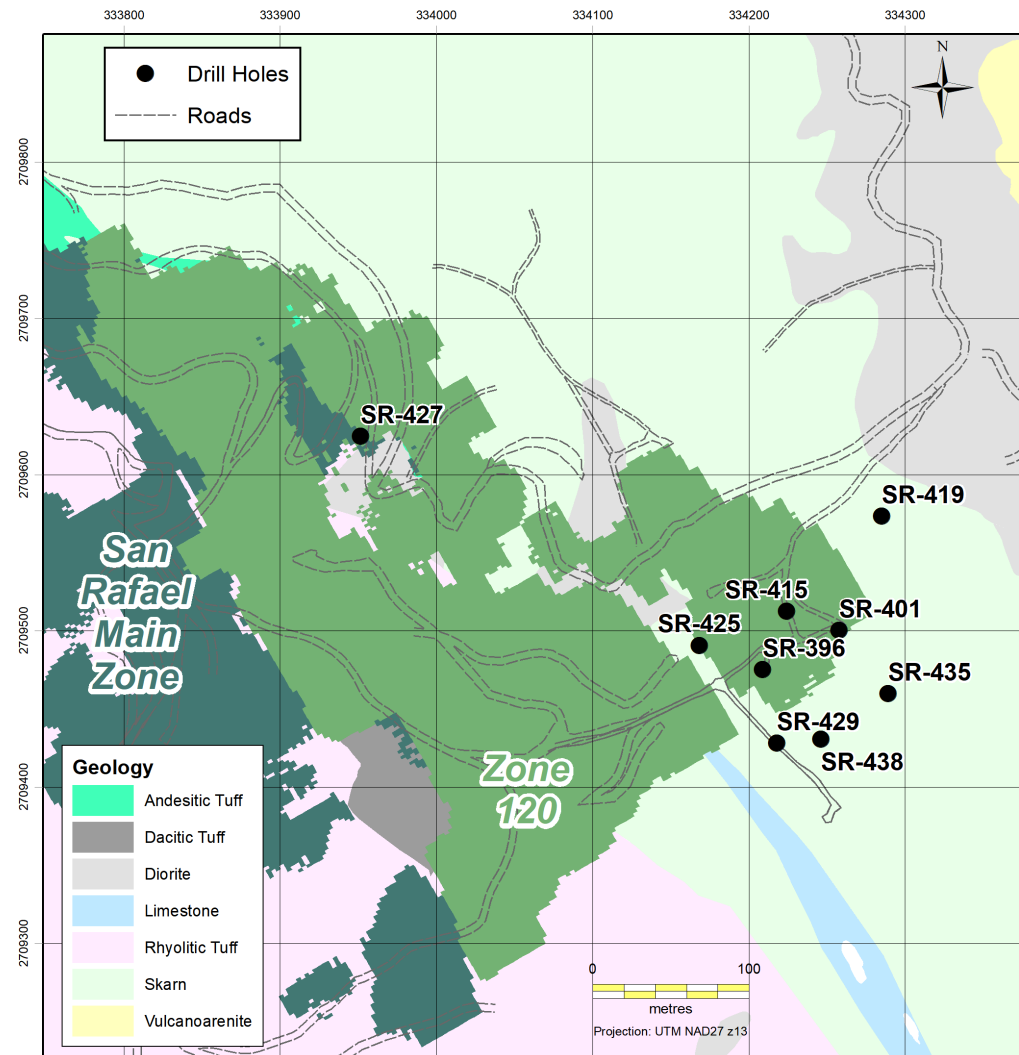 333800 333900 334000 334100 334200 334300
Drill Holes
Roads
N
2709800
2709700
2709600
2709500
2709400
2709300
SR-427
SR-419
SR-415
SR-401
SR-425
SR-396
SR-435
SR-429
SR-438
San
Rafael
Main
Zone
Zone
120
Geology
Andesitic Tuff
Dacitic Tuff
Diorite
Limestone
Rhyolitic Tuff
Skarn
Vulcanoarenite
0 100
metres
Projection: UTM NAD27 z13